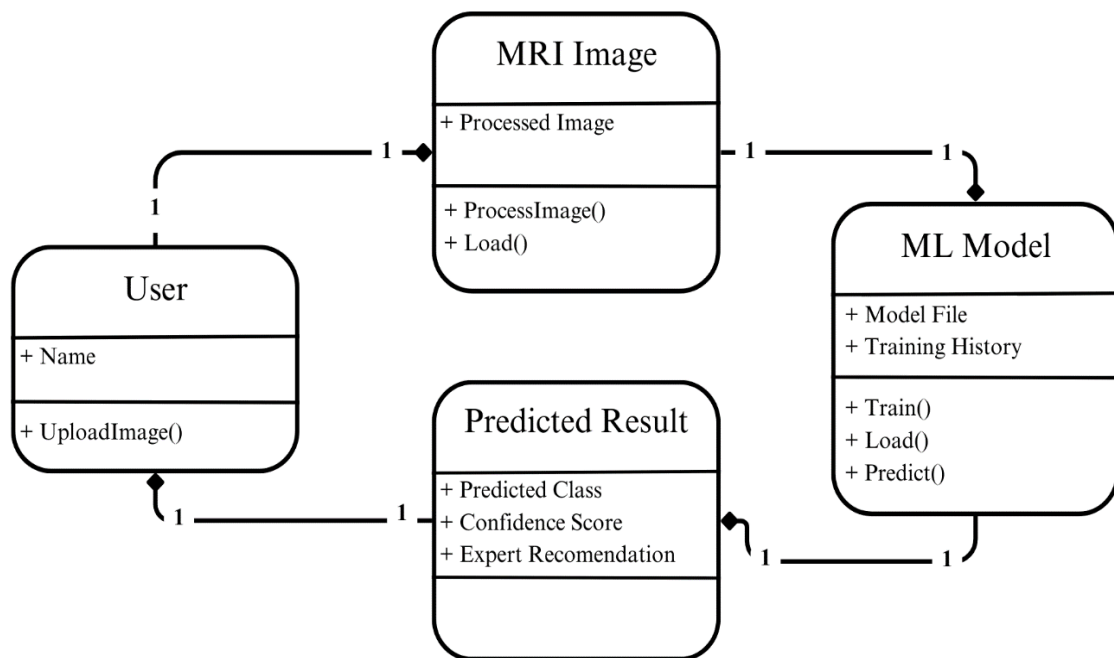 MRI Image
+ Processed Image
+ ProcessImage()
+ Load()
1
1
1
1
User
+ Name
+ UploadImage()
ML Model
+ Model File
+ Training History
+ Train()
+ Load()
+ Predict()
Predicted Result
+ Predicted Class
+ Confidence Score
+ Expert Recomendation
1
1
1
1